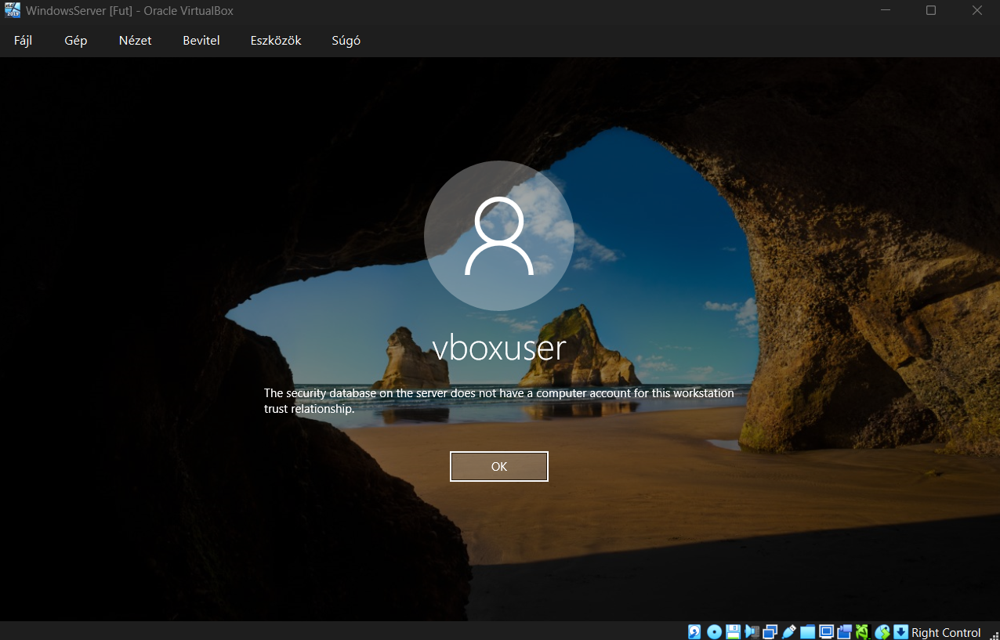 WindowsServer [Fut] - Oracle VirtualBox
Fájl Gép Nézet Bevitel Eszközök Súgó
vboxuser
The security database on the server does not have a computer account for this workstation
trust relationship.
OK
Right Control